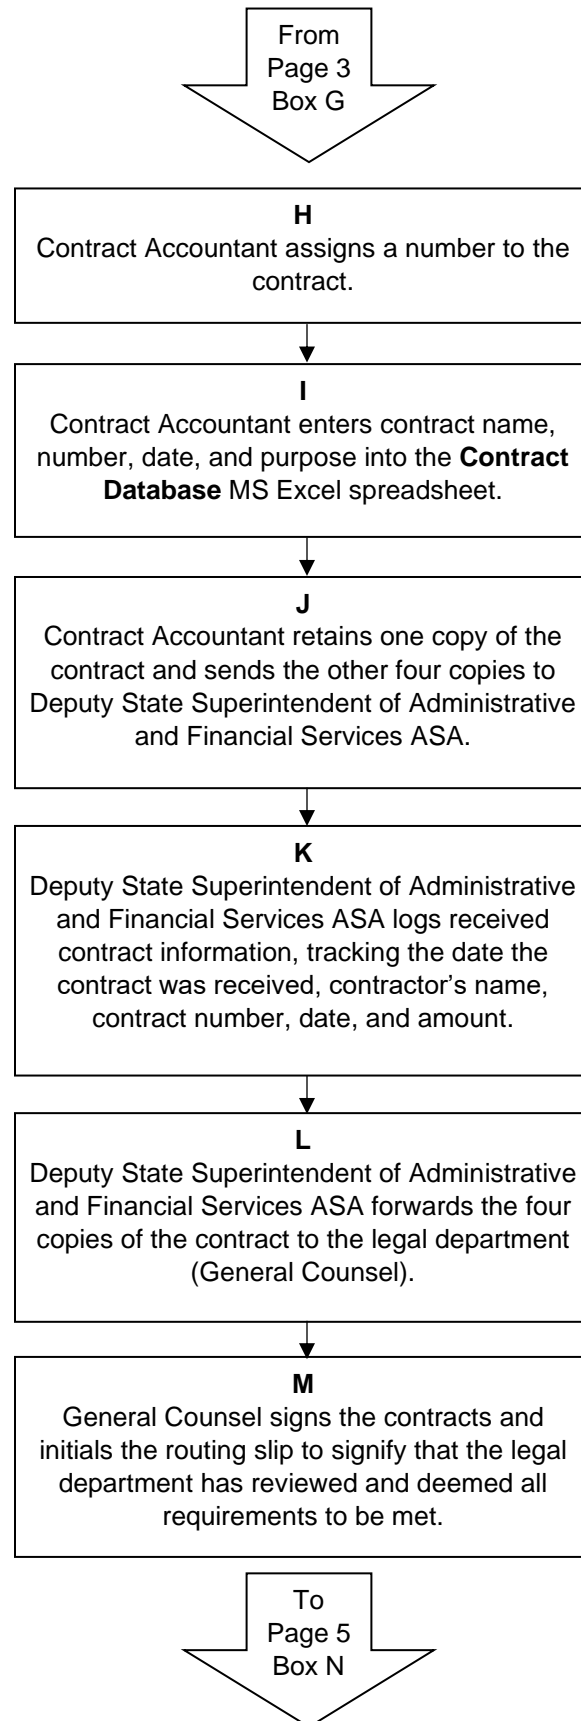 From
Page 3
Box G
H
Contract Accountant assigns a number to the
contract.
I
Contract Accountant enters contract name,
number, date, and purpose into the Contract
Database MS Excel spreadsheet.
J
Contract Accountant retains one copy of the
contract and sends the other four copies to
Deputy State Superintendent of Administrative
and Financial Services ASA.
K
Deputy State Superintendent of Administrative
and Financial Services ASA logs received
contract information, tracking the date the
contract was received, contractor’s name,
contract number, date, and amount.
L
Deputy State Superintendent of Administrative
and Financial Services ASA forwards the four
copies of the contract to the legal department
(General Counsel).
M
General Counsel signs the contracts and
initials the routing slip to signify that the legal
department has reviewed and deemed all
requirements to be met.
To
Page 5
Box N